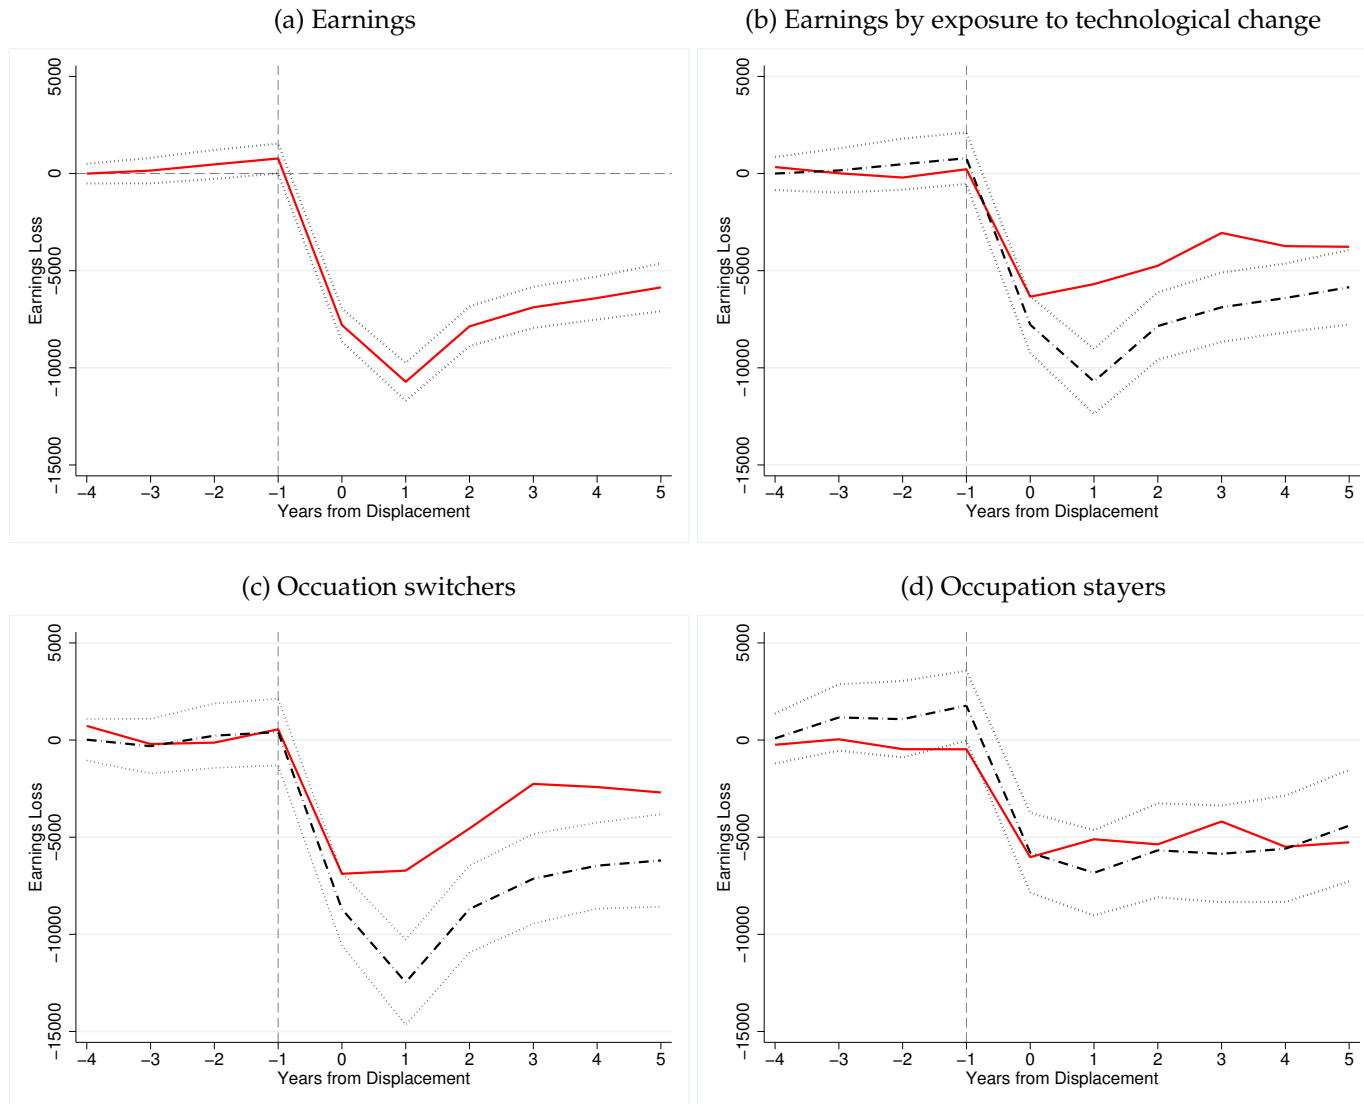 (a) Earnings
5000
0
−5000
−10000
−15000
Earnings Loss
−4 −3 −2 −1 0 1 2 3 4 5
Years from Displacement
(b) Earnings by exposure to technological change
5000
0
−5000
−10000
−15000
Earnings Loss
−4 −3 −2 −1 0 1 2 3 4 5
Years from Displacement
(c) Occuation switchers
5000
0
−5000
−10000
−15000
Earnings Loss
−4 −3 −2 −1 0 1 2 3 4 5
Years from Displacement
(d) Occupation stayers
5000
0
−5000
−10000
−15000
Earnings Loss
−4 −3 −2 −1 0 1 2 3 4 5
Years from Displacement